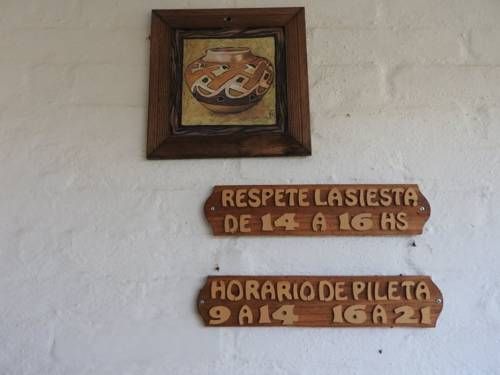 RESPETE LA SIESTA
DE 14 A 16 HS
HORARIO DE PILETA
9 A 14 16 A 21